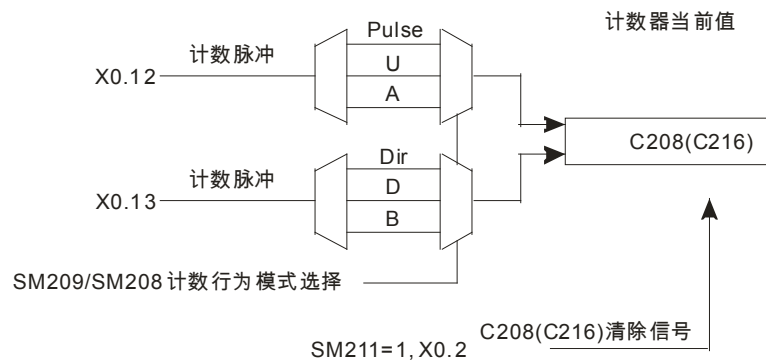 计数器当前值
Pulse
计数脉冲
U
X0.12
A
C208(C216)
Dir
计数脉冲
D
X0.13
B
SM209/SM208 计数行为模式选择
C208(C216)清除信号
SM211=1, X0.2